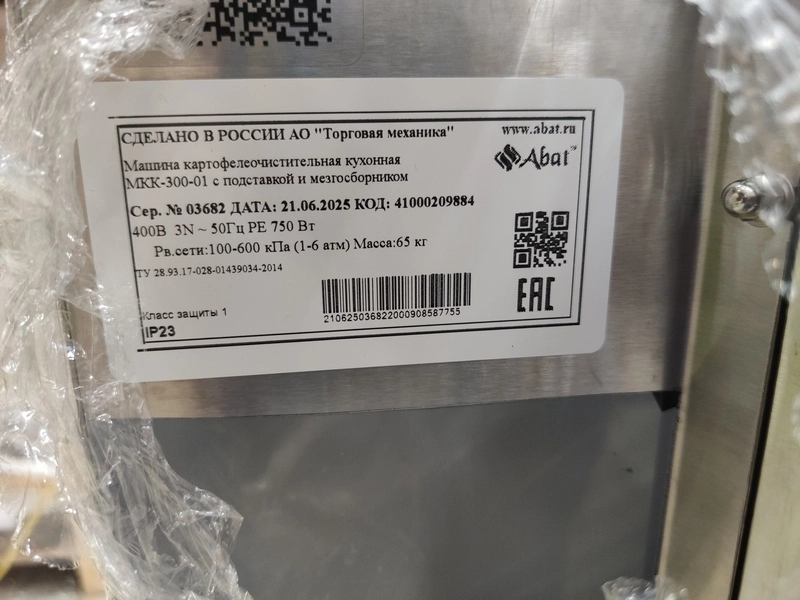 СДЕЛАНО В РОССИИ АО "Торговая механика"
www.abat.ru
Abat
Машина картофелеочистительная кухонная
МКК-300-01 с подставкой и мезгосборником
Сер. № 03682 ДАТА: 21.06.2025 КОД: 41000209884
400В 3N ~ 50Гц PE 750 Вт
Рв.сети:100-600 кПа (1-6 атм) Масса:65 кг
ТУ 28.93.17-028-01439034-2014
Класс защиты 1
IP23
210625036822000908587755
EAC